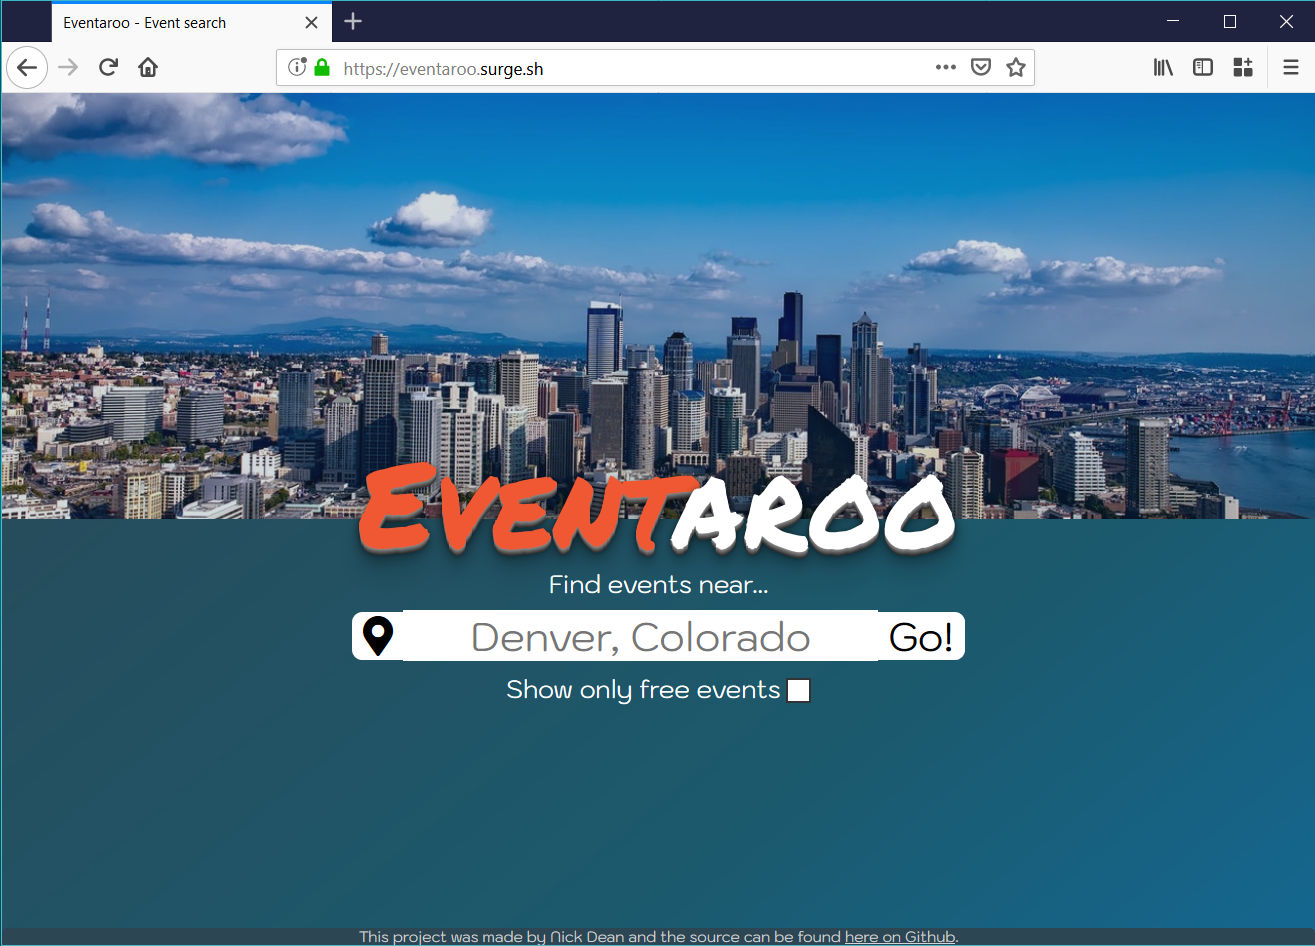 Eventaroo - Event search
https://eventaroo.surge.sh
EVENTAROO
Find events near...
Denver, Colorado Go!
Show only free events
This project was made by Nick Dean and the source can be found here on Github.